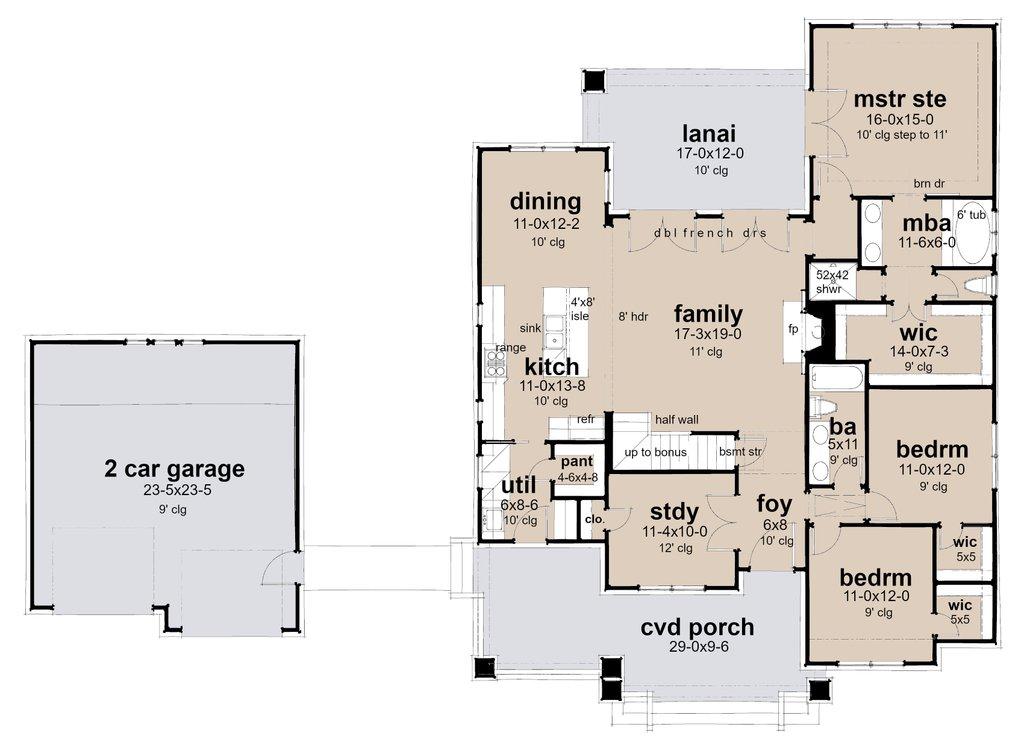 mstr ste
16-0x15-0
10' clg step to 11'
lanai
17-0x12-0
10' clg
brn dr
dining
11-0x12-2
10' clg
mba
11-6x6-0
6' tub
dbl french drs
52x42
shwr
4'x8'
isle
sink
8' hdr
family
17-3x19-0
11' clg
fp
wic
14-0x7-3
9' clg
range
kitch
11-0x13-8
10' clg
refr
half wall
ba
5x11
9' clg
bedrm
11-0x12-0
9' clg
up to bonus
bsmt str
2 car garage
23-5x23-5
9' clg
pant
4-6x4-8
util
6x8-6
10' clg
clo.
stdy
11-4x10-0
12' clg
foy
6x8
10' clg
wic
5x5
bedrm
11-0x12-0
9' clg
wic
5x5
cvd porch
29-0x9-6